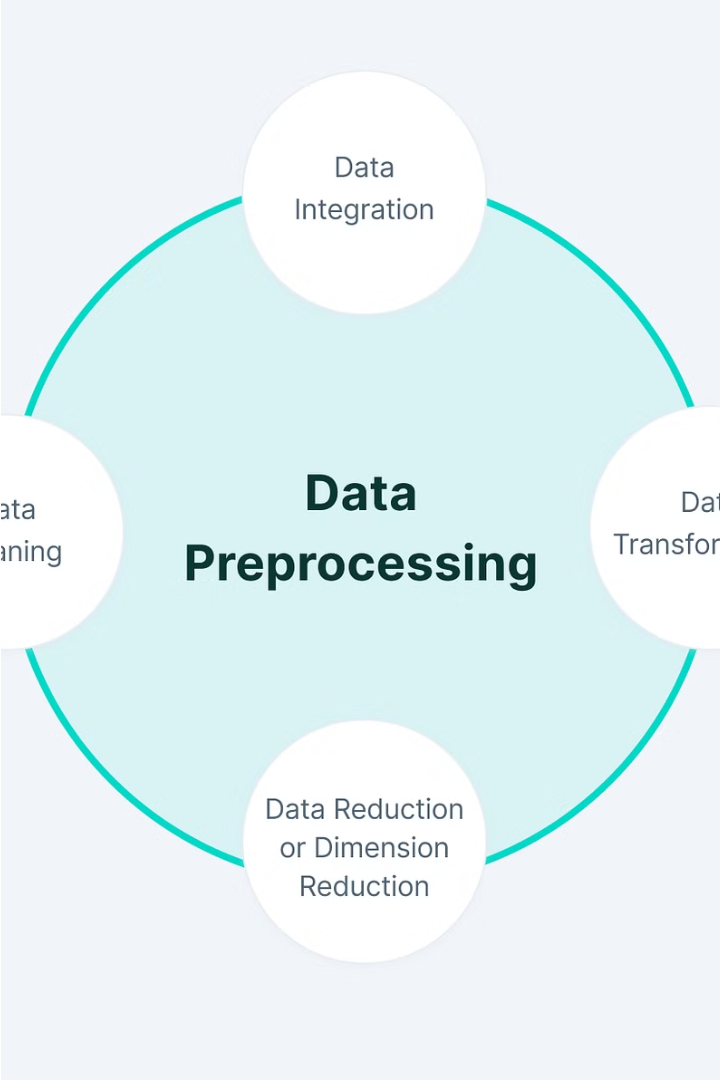 Data
Integration
Data
Preprocessing
Data Reduction
or Dimension
Reduction